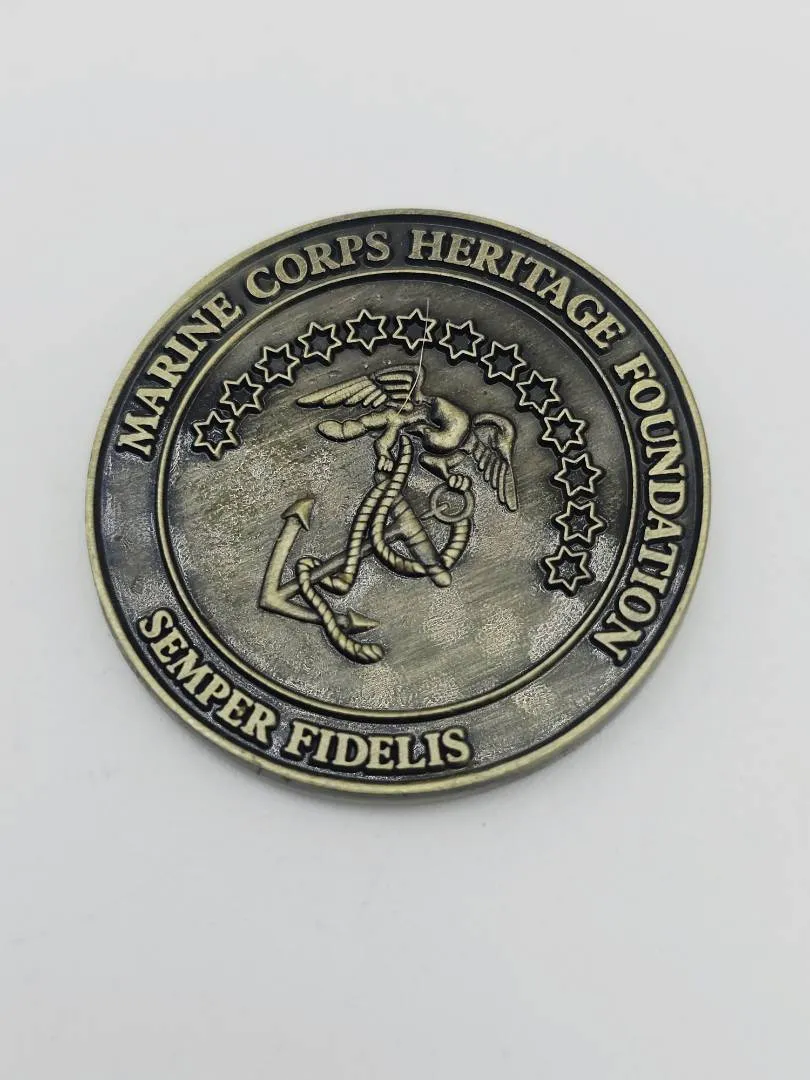 MARINE CORPS HERITAGE FOUNDATION
SEMPER FIDELIS